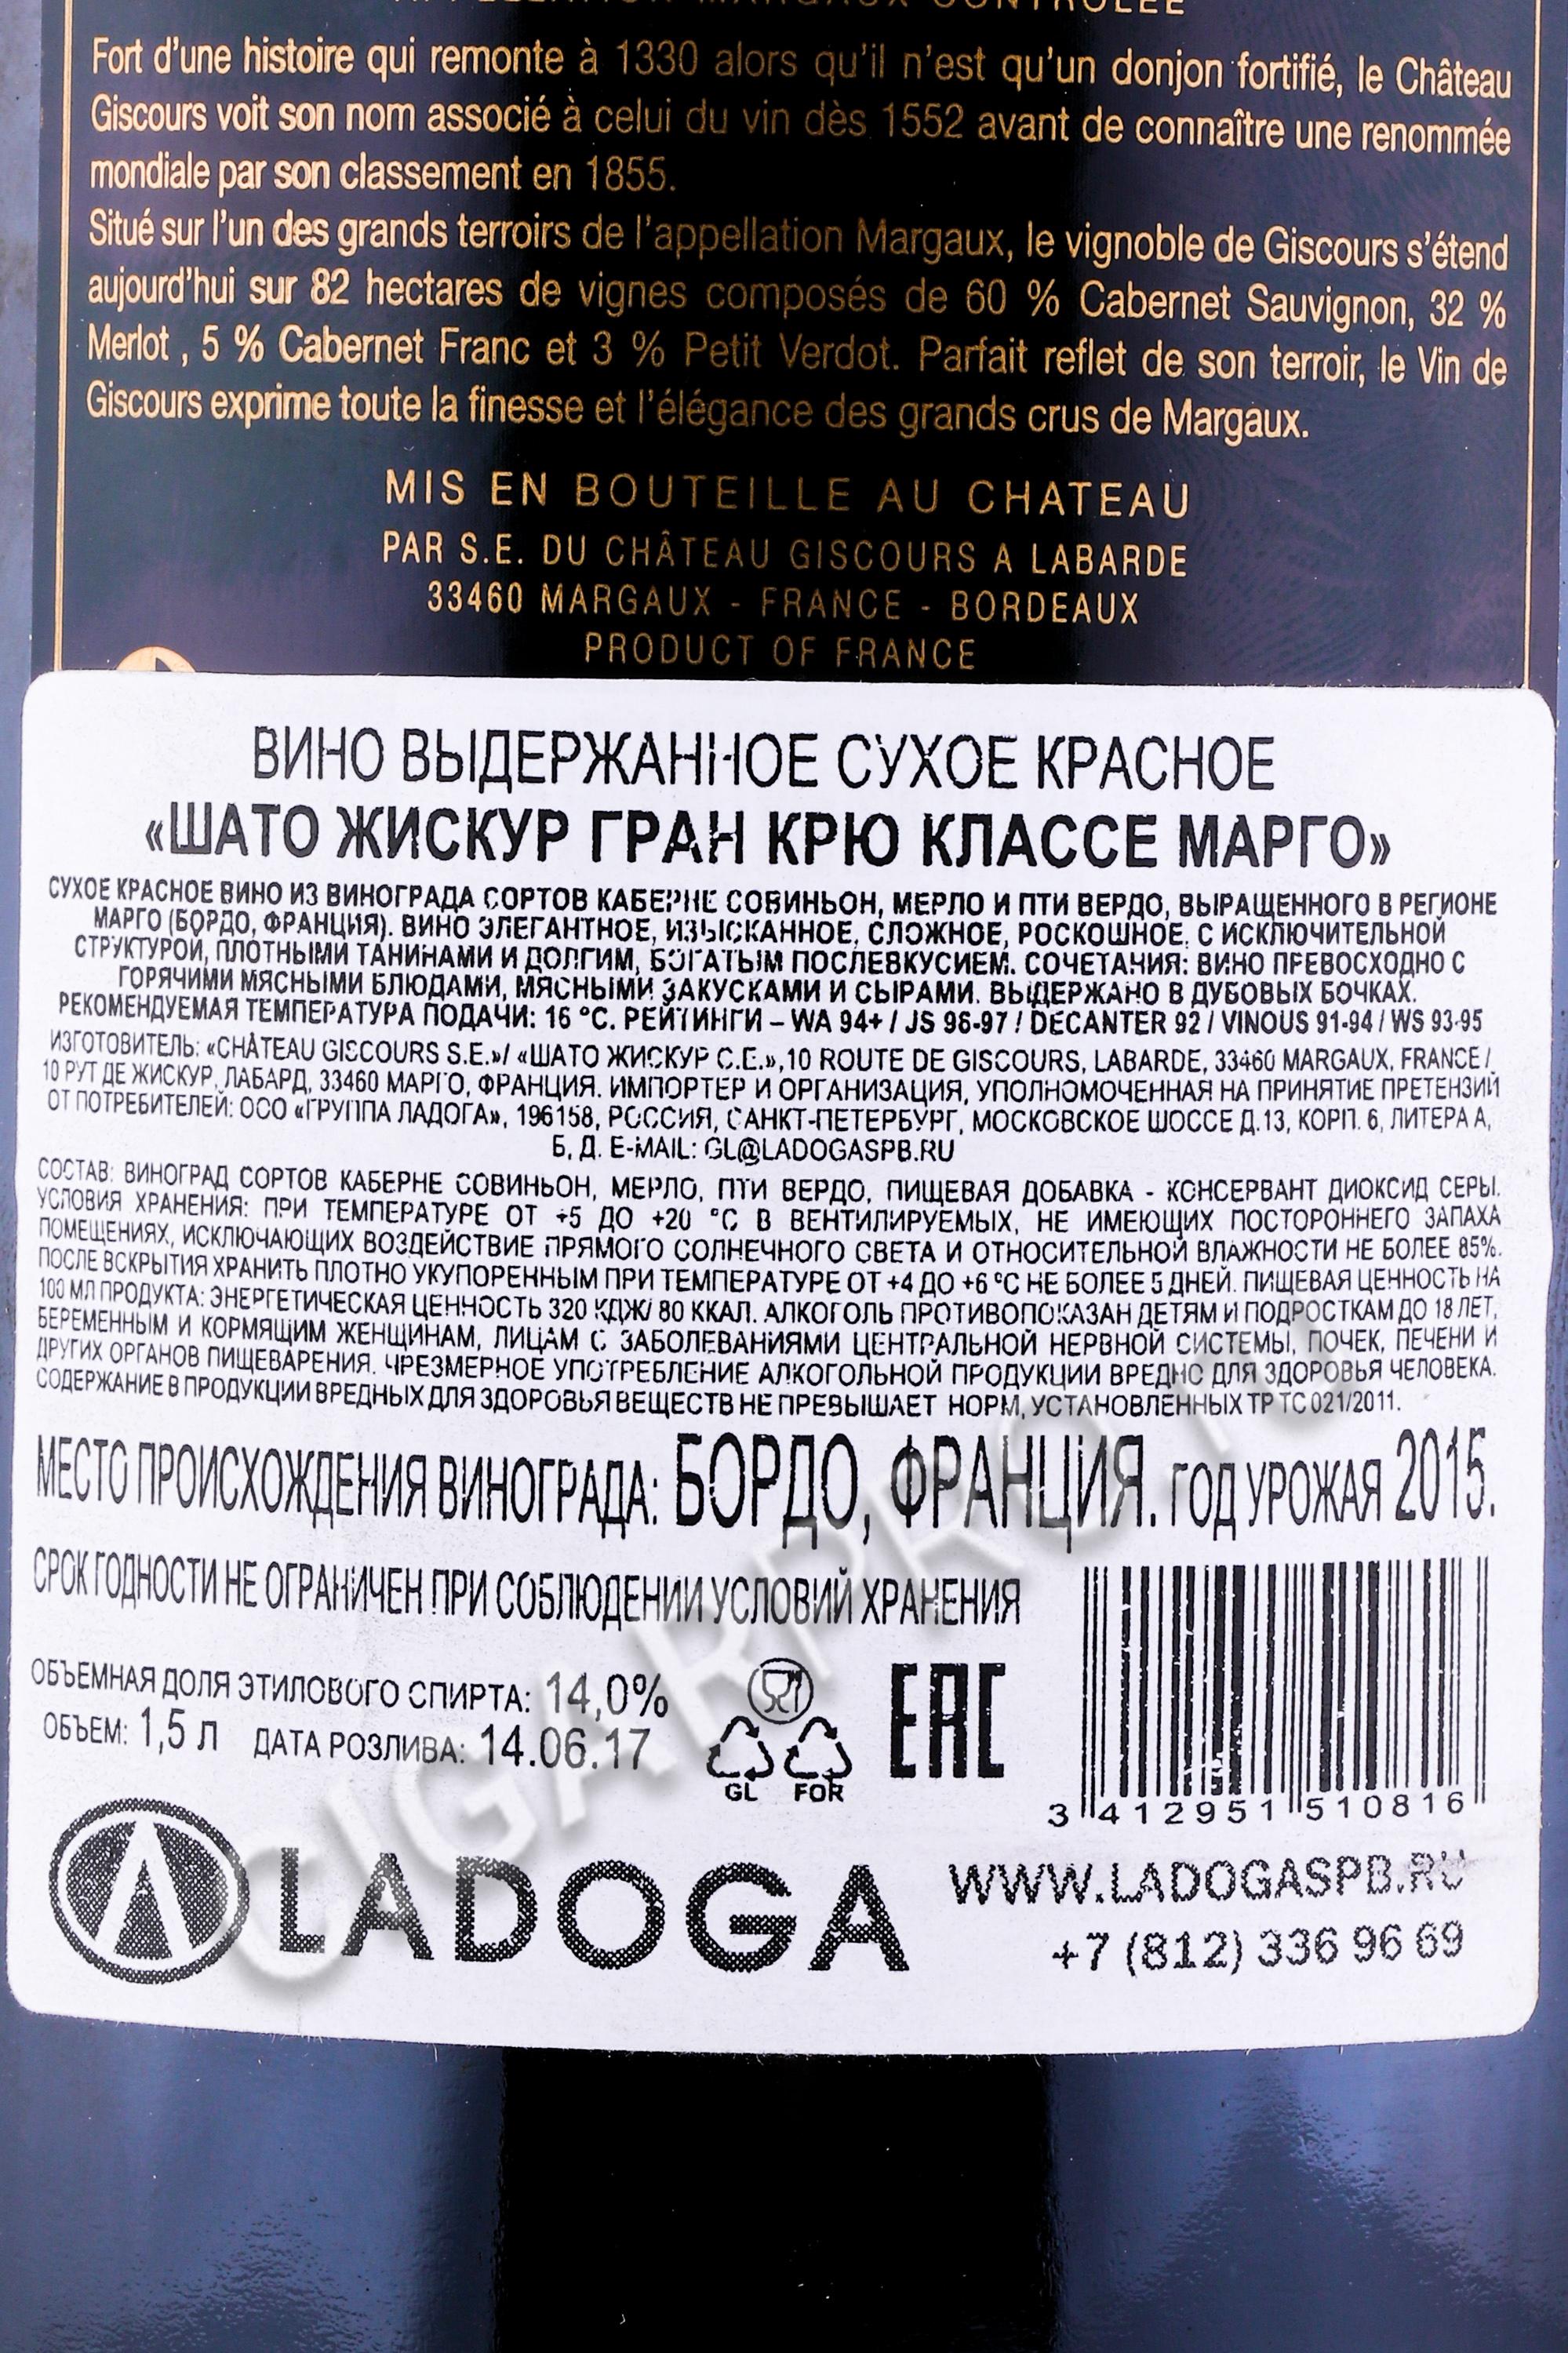 APPELLATION MARGAUX CONTRÔLÉE
Fort d'une histoire qui remonte à 1330 alors qu'il n'est qu'un donjon fortifié, le Château
Giscours voit son nom associé à celui du vin dès 1552 avant de connaître une renommée
mondiale par son classement en 1855.
Situé sur l'un des grands terroirs de l'appellation Margaux, le vignoble de Giscours s'étend
aujourd'hui sur 82 hectares de vignes composés de 60 % Cabernet Sauvignon, 32 %
Merlot , 5 % Cabernet Franc et 3 % Petit Verdot. Parfait reflet de son terroir, le Vin de
Giscours exprime toute la finesse et l'élégance des grands crus de Margaux.
MIS EN BOUTEILLE AU CHATEAU
PAR S.E. DU CHÂTEAU GISCOURS A LABARDE
33460 MARGAUX - FRANCE - BORDEAUX
PRODUCT OF FRANCE
ВИНО ВЫДЕРЖАННОЕ СУХОЕ КРАСНОЕ
«ШАТО ЖИСКУР ГРАН КРЮ КЛАССЕ МАРГО»
СУХОЕ КРАСНОЕ ВИНО ИЗ ВИНОГРАДА СОРТОВ КАБЕРНЕ СОВИНЬОН, МЕРЛО И ПТИ ВЕРДО, ВЫРАЩЕННОГО В РЕГИОНЕ
МАРГО (БОРДО, ФРАНЦИЯ). ВИНО ЭЛЕГАНТНОЕ, ИЗЫСКАННОЕ, СЛОЖНОЕ, РОСКОШНОЕ, С ИСКЛЮЧИТЕЛЬНОЙ
СТРУКТУРОЙ, ПЛОТНЫМИ ТАНИНАМИ И ДОЛГИМ, БОГАТЫМ ПОСЛЕВКУСИЕМ. СОЧЕТАНИЯ: ВИНО ПРЕВОСХОДНО С
ГОРЯЧИМИ МЯСНЫМИ БЛЮДАМИ, МЯСНЫМИ ЗАКУСКАМИ И СЫРАМИ. ВЫДЕРЖАНО В ДУБОВЫХ БОЧКАХ.
РЕКОМЕНДУЕМАЯ ТЕМПЕРАТУРА ПОДАЧИ: 16 °С. РЕЙТИНГИ – WA 94+ / JS 96-97 / DECANTER 92 / VINOUS 91-94 / WS 93-95
ИЗГОТОВИТЕЛЬ: «CHÂTEAU GISCOURS S.E.»/ «ШАТО ЖИСКУР С.Е.», 10 ROUTE DE GISCOURS, LABARDE, 33460 MARGAUX, FRANCE /
10 РУТ ДЕ ЖИСКУР, ЛАБАРД, 33460 МАРГО, ФРАНЦИЯ. ИМПОРТЕР И ОРГАНИЗАЦИЯ, УПОЛНОМОЧЕННАЯ НА ПРИНЯТИЕ ПРЕТЕНЗИЙ
ОТ ПОТРЕБИТЕЛЕЙ: ООО «ГРУППА ЛАДОГА», 196158, РОССИЯ, САНКТ-ПЕТЕРБУРГ, МОСКОВСКОЕ ШОССЕ Д.13, КОРП. 6, ЛИТЕРА А,
Б, Д. E-MAIL: GL@LADOGASPB.RU
СОСТАВ: ВИНОГРАД СОРТОВ КАБЕРНЕ СОВИНЬОН, МЕРЛО, ПТИ ВЕРДО, ПИЩЕВАЯ ДОБАВКА - КОНСЕРВАНТ ДИОКСИД СЕРЫ.
УСЛОВИЯ ХРАНЕНИЯ: ПРИ ТЕМПЕРАТУРЕ ОТ +5 ДО +20 °С В ВЕНТИЛИРУЕМЫХ, НЕ ИМЕЮЩИХ ПОСТОРОННЕГО ЗАПАХА
ПОМЕЩЕНИЯХ, ИСКЛЮЧАЮЩИХ ВОЗДЕЙСТВИЕ ПРЯМОГО СОЛНЕЧНОГО СВЕТА И ОТНОСИТЕЛЬНОЙ ВЛАЖНОСТИ НЕ БОЛЕЕ 85%.
ПОСЛЕ ВСКРЫТИЯ ХРАНИТЬ ПЛОТНО УКУПОРЕННЫМ ПРИ ТЕМПЕРАТУРЕ ОТ +4 ДО +6 °С НЕ БОЛЕЕ 5 ДНЕЙ. ПИЩЕВАЯ ЦЕННОСТЬ НА
100 МЛ ПРОДУКТА: ЭНЕРГЕТИЧЕСКАЯ ЦЕННОСТЬ 320 КДЖ/ 80 ККАЛ. АЛКОГОЛЬ ПРОТИВОПОКАЗАН ДЕТЯМ И ПОДРОСТКАМ ДО 18 ЛЕТ,
БЕРЕМЕННЫМ И КОРМЯЩИМ ЖЕНЩИНАМ, ЛИЦАМ С ЗАБОЛЕВАНИЯМИ ЦЕНТРАЛЬНОЙ НЕРВНОЙ СИСТЕМЫ, ПОЧЕК, ПЕЧЕНИ И
ДРУГИХ ОРГАНОВ ПИЩЕВАРЕНИЯ. ЧРЕЗМЕРНОЕ УПОТРЕБЛЕНИЕ АЛКОГОЛЬНОЙ ПРОДУКЦИИ ВРЕДНО ДЛЯ ЗДОРОВЬЯ ЧЕЛОВЕКА.
СОДЕРЖАНИЕ В ПРОДУКЦИИ ВРЕДНЫХ ДЛЯ ЗДОРОВЬЯ ВЕЩЕСТВ НЕ ПРЕВЫШАЕТ НОРМ, УСТАНОВЛЕННЫХ ТР ТС 021/2011.
МЕСТО ПРОИСХОЖДЕНИЯ ВИНОГРАДА: БОРДО, ФРАНЦИЯ. ГОД УРОЖАЯ 2015.
СРОК ГОДНОСТИ НЕ ОГРАНИЧЕН ПРИ СОБЛЮДЕНИИ УСЛОВИЙ ХРАНЕНИЯ
ОБЪЕМНАЯ ДОЛЯ ЭТИЛОВОГО СПИРТА: 14,0%
ОБЪЕМ: 1,5 Л ДАТА РОЗЛИВА: 14.06.17
GL FOR
EAC
3 412951 510816
LADOGA
WWW.LADOGASPB.RU
+7 (812) 336 96 69
CIGARPRO.RU